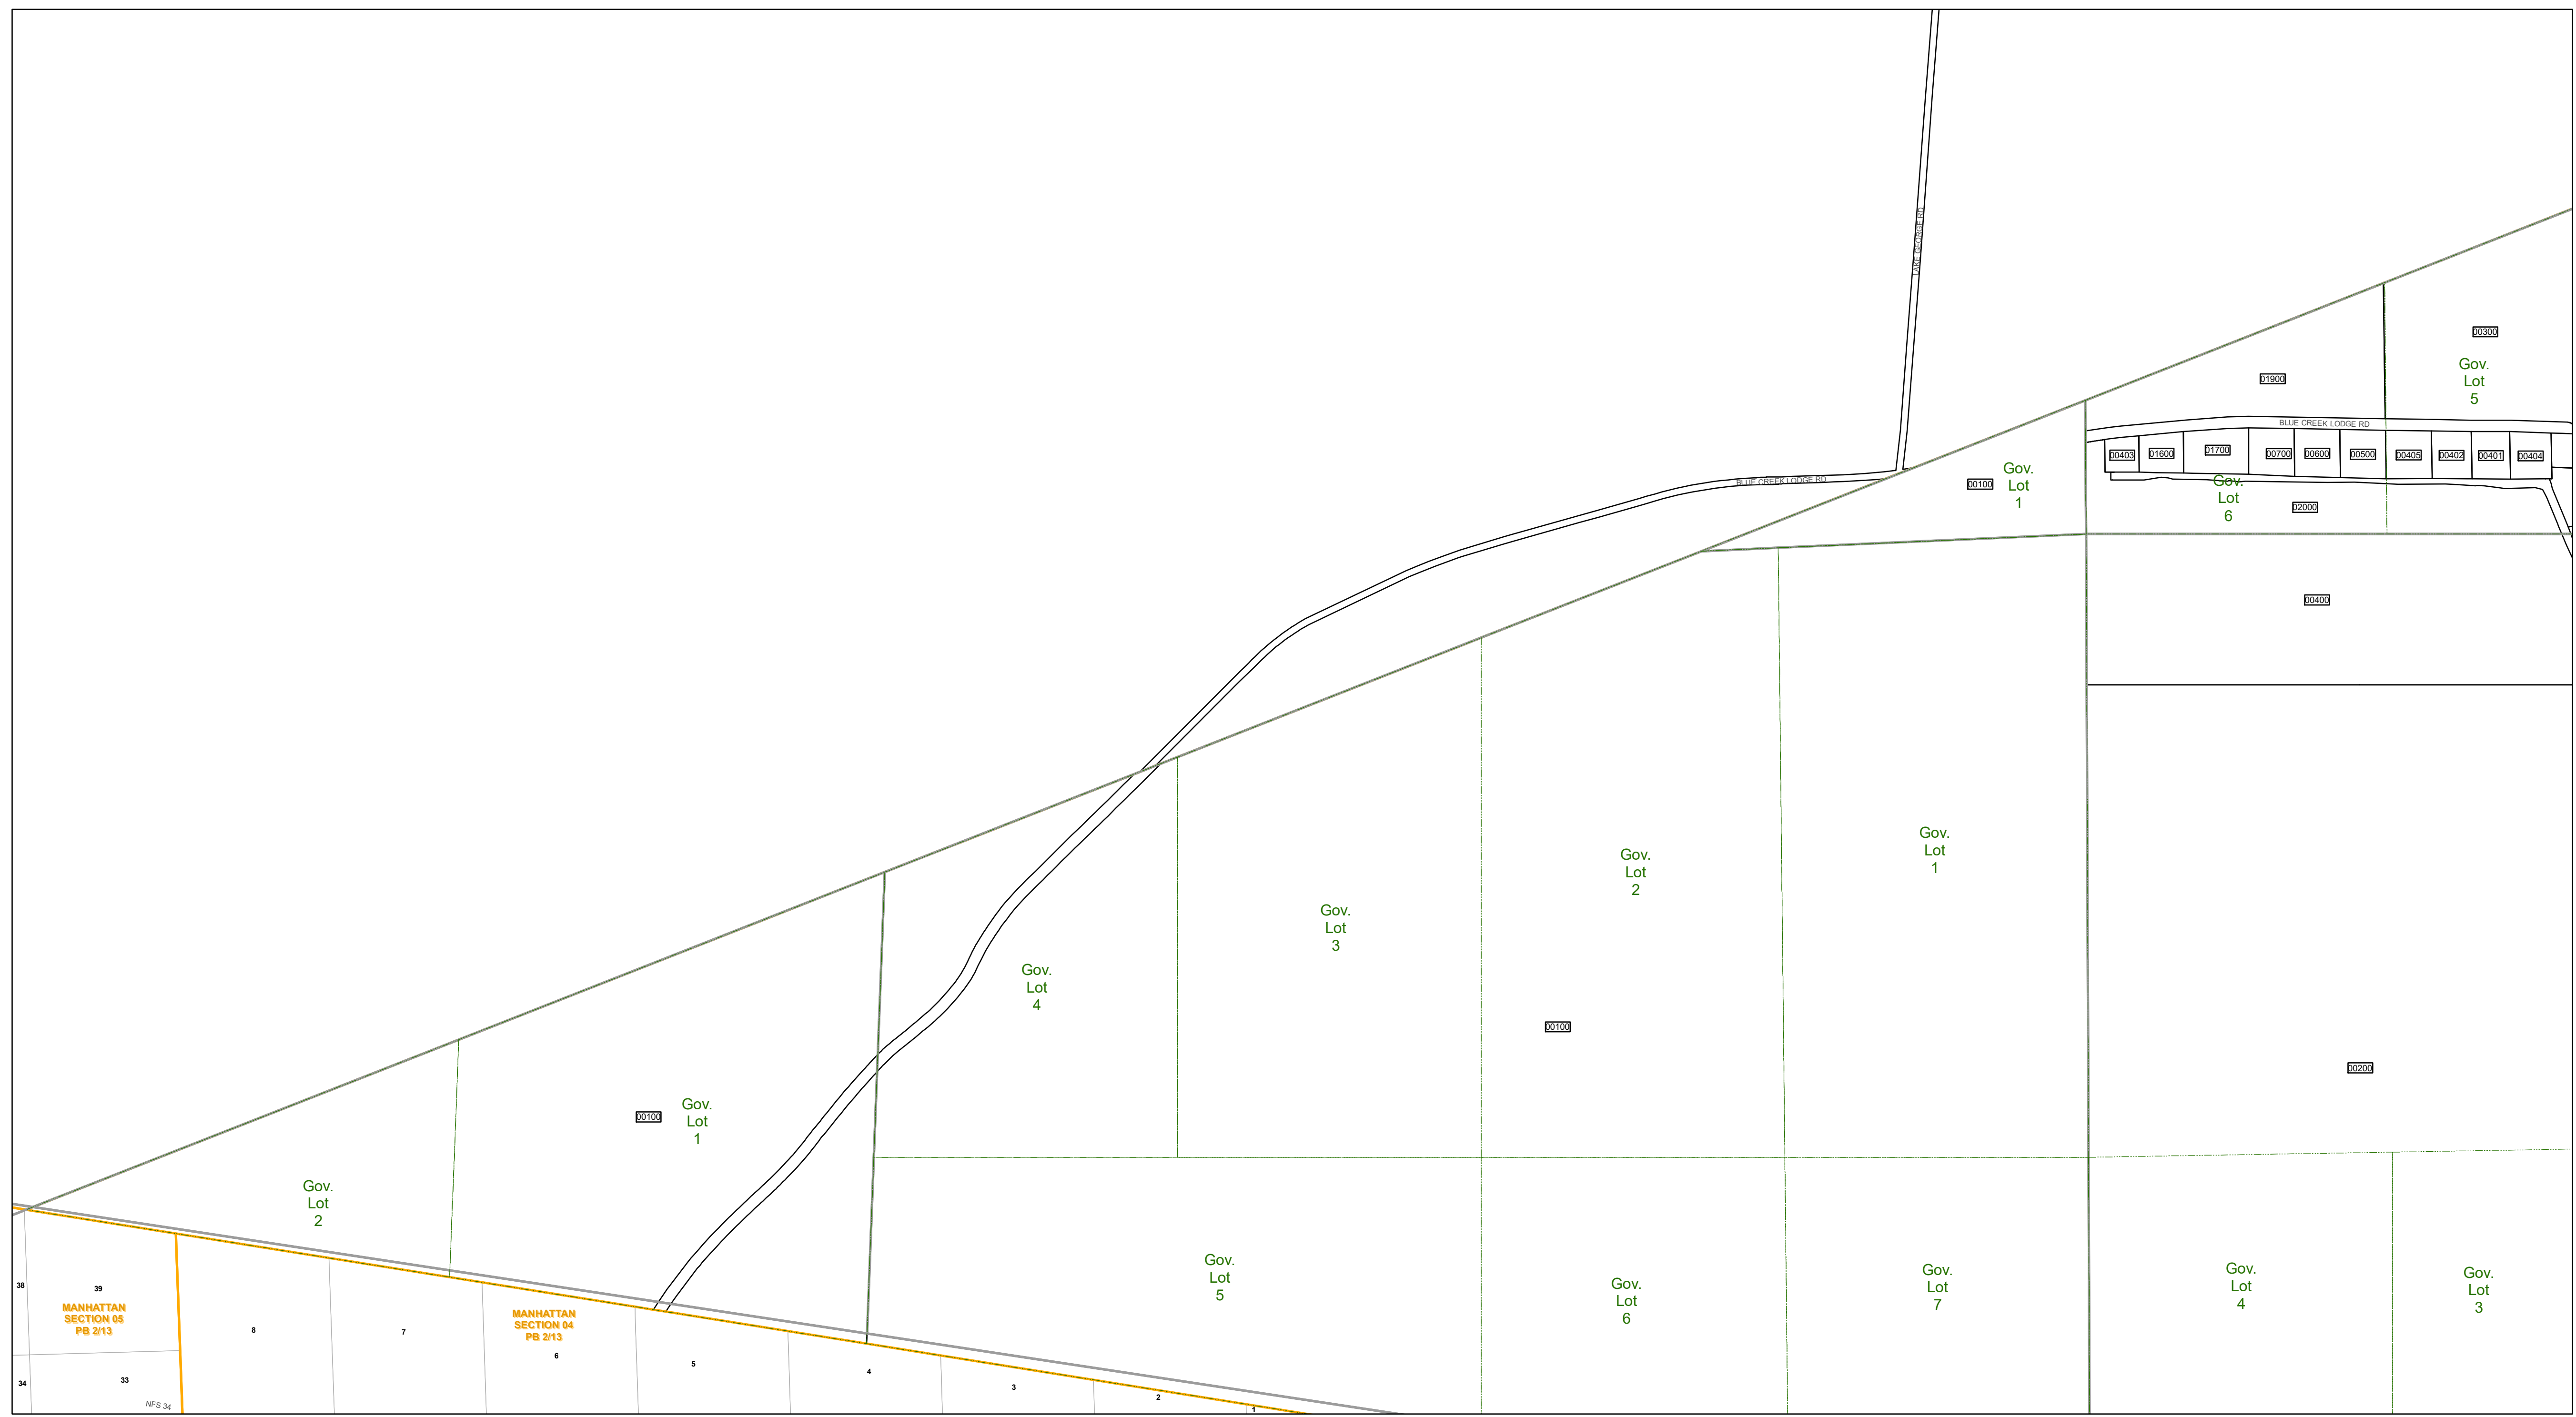 LAKE GEORGE RD
00300
Gov.
Lot
5
01900
BLUE CREEK LODGE RD
00403
01600
01700
00700
00600
00500
00405
00402
00401
00404
BLUE CREEK LODGE RD
00100
Gov.
Lot
1
Gov.
Lot
6
02000
00400
Gov.
Lot
1
Gov.
Lot
2
Gov.
Lot
3
Gov.
Lot
4
00100
00200
00100
Gov.
Lot
1
Gov.
Lot
2
Gov.
Lot
5
Gov.
Lot
6
Gov.
Lot
7
Gov.
Lot
4
Gov.
Lot
3
38
39
MANHATTAN
SECTION 05
PB 2/13
8
7
MANHATTAN
SECTION 04
PB 2/13
6
5
4
3
2
1
34
33
NFS 34